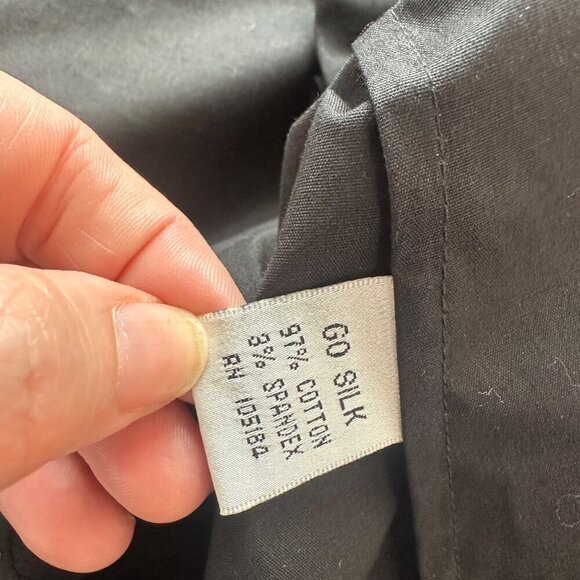 GO SILK
97% COTTON
3% SPANDEX
RN 105184